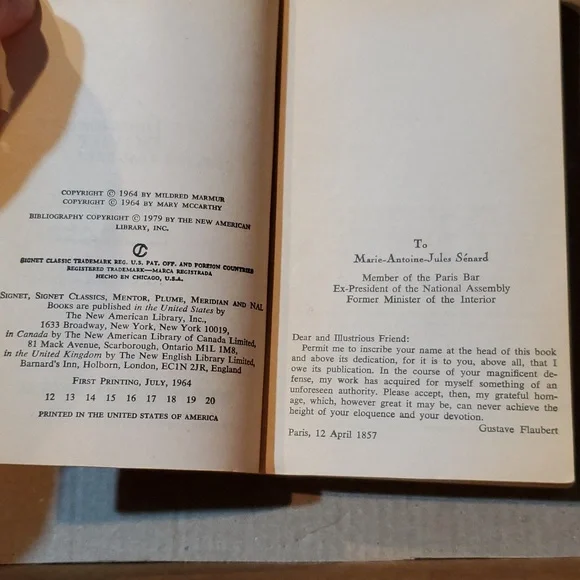 COPYRIGHT © 1964 BY MILDRED MARMUR
COPYRIGHT © 1964 BY MARY MCCARTHY
BIBLIOGRAPHY COPYRIGHT © 1979 BY THE NEW AMERICAN
LIBRARY, INC.
SIGNET CLASSIC TRADEMARK REG. U.S. PAT. OFF. AND FOREIGN COUNTRIES
REGISTERED TRADEMARK—MARCA REGISTRADA
HECHO EN CHICAGO, U.S.A.
SIGNET, SIGNET CLASSICS, MENTOR, PLUME, MERIDIAN AND NAL
BOOKS are published in the United States by
The New American Library, Inc.,
1633 Broadway, New York, New York 10019,
in Canada by The New American Library of Canada Limited,
81 Mack Avenue, Scarborough, Ontario M1L 1M8,
in the United Kingdom by The New English Library Limited,
Barnard's Inn, Holborn, London, EC1N 2JR, England
FIRST PRINTING, JULY, 1964
12 13 14 15 16 17 18 19 20
PRINTED IN THE UNITED STATES OF AMERICA
To
Marie-Antoine-Jules Sénard
Member of the Paris Bar
Ex-President of the National Assembly
Former Minister of the Interior
Dear and Illustrious Friend:
Permit me to inscribe your name at the head of this book
and above its dedication, for it is to you, above all, that I
owe its publication. In the course of your magnificent de-
fense, my work has acquired for myself something of an
unforeseen authority. Please accept, then, my grateful hom-
age, which, however great it may be, can never achieve the
height of your eloquence and your devotion.
Gustave Flaubert
Paris, 12 April 1857